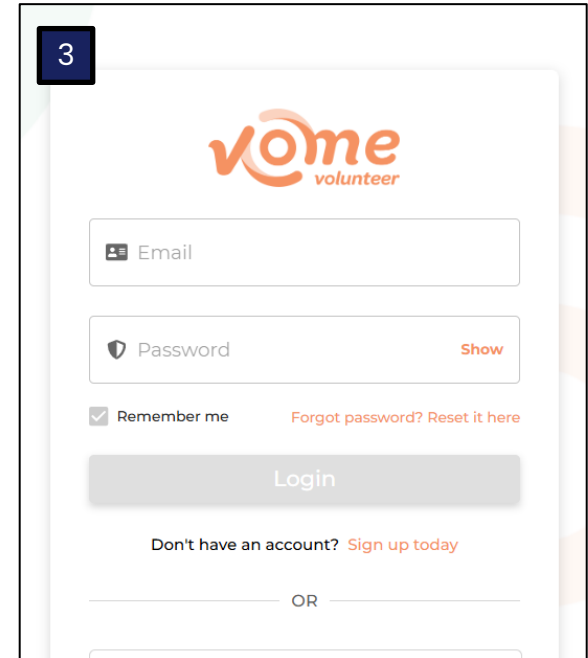 3
vome
volunteer
Email
Password Show
Remember me Forgot password? Reset it here
Login
Don't have an account? Sign up today
OR